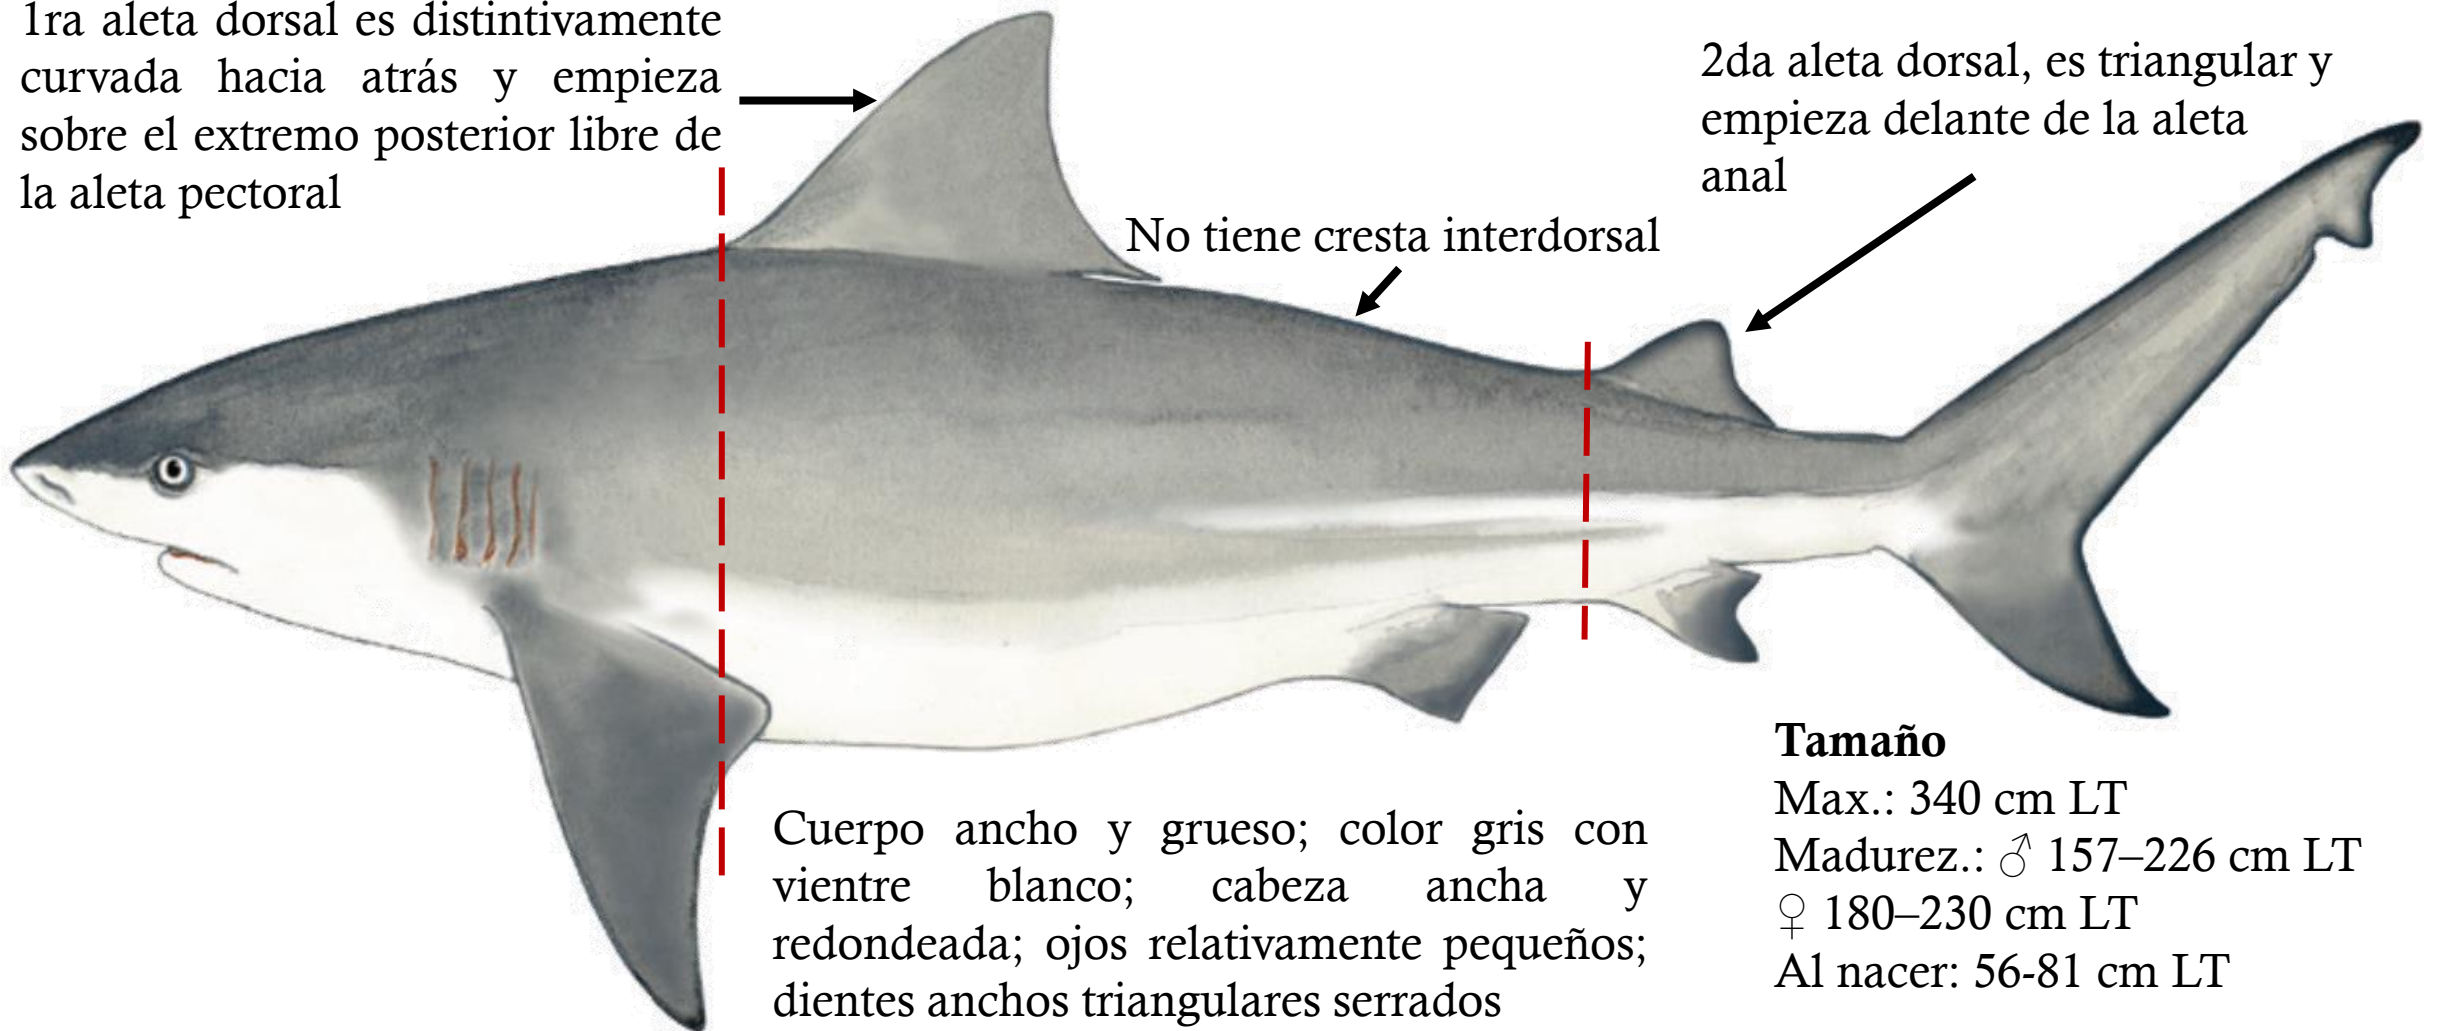 1ra aleta dorsal es distintivamente
curvada hacia atrás y empieza
sobre el extremo posterior libre de
la aleta pectoral
2da aleta dorsal, es triangular y
empieza delante de la aleta
anal
No tiene cresta interdorsal
Cuerpo ancho y grueso; color gris con
vientre blanco; cabeza ancha y
redondeada; ojos relativamente pequeños;
dientes anchos triangulares serrados
Tamaño
Max.: 340 cm LT
Madurez.: ♂ 157–226 cm LT
♀ 180–230 cm LT
Al nacer: 56-81 cm LT